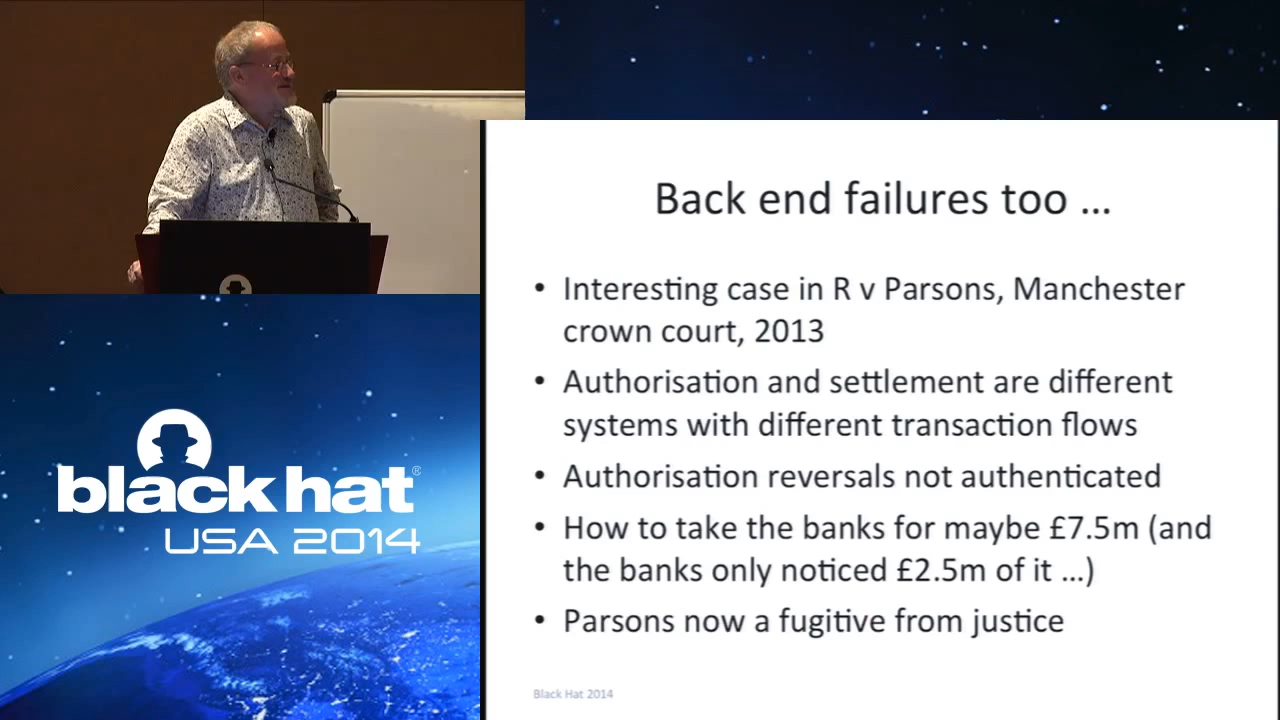 Back end failures too ...
• Interesting case in R v Parsons, Manchester
crown court, 2013
• Authorisation and settlement are different
systems with different transaction flows
• Authorisation reversals not authenticated
• How to take the banks for maybe £7.5m (and
the banks only noticed £2.5m of it ...)
• Parsons now a fugitive from justice
Black Hat 2014
black hat®
USA 2014